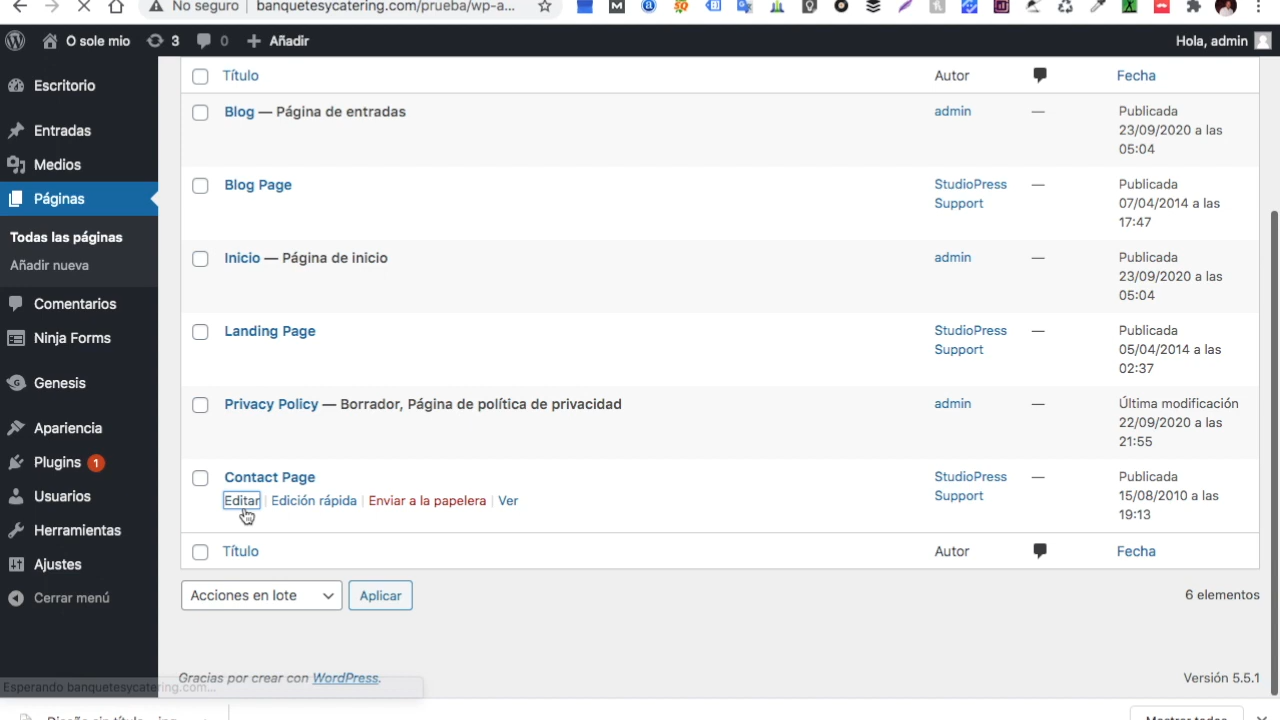 No seguro
banquetesycatering.com/prueba/wp-a...
O sole mio
3
0
Añadir
Hola, admin
Escritorio
Entradas
Medios
Páginas
Todas las páginas
Añadir nueva
Comentarios
Ninja Forms
Genesis
Apariencia
Plugins 1
Usuarios
Herramientas
Ajustes
Cerrar menú
Título Autor Fecha
Blog — Página de entradas admin — Publicada
23/09/2020 a las
05:04
Blog Page StudioPress — Publicada
Support 07/04/2014 a las
17:47
Inicio — Página de inicio admin — Publicada
23/09/2020 a las
05:04
Landing Page StudioPress — Publicada
Support 05/04/2014 a las
02:37
Privacy Policy — Borrador, Página de política de privacidad admin — Última modificación
22/09/2020 a las
21:55
Contact Page StudioPress — Publicada
Editar | Edición rápida | Enviar a la papelera | Ver Support 15/08/2010 a las
19:13
Título Autor Fecha
Acciones en lote Aplicar 6 elementos
Gracias por crear con WordPress. Versión 5.5.1
Esperando banquetesycatering.com...
Mostrar todos